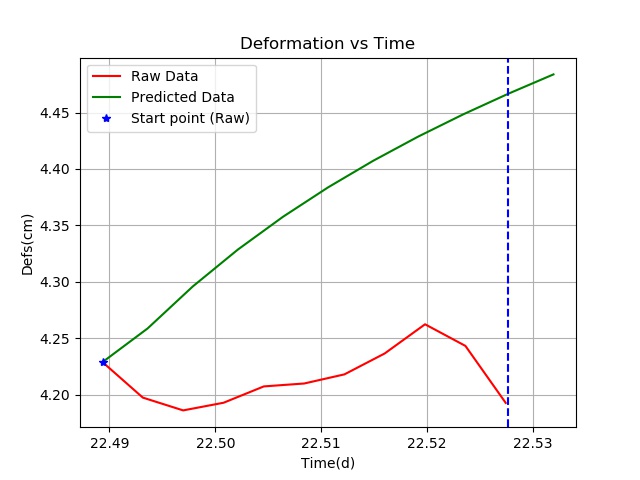 Deformation vs Time
Raw Data
Predicted Data
Start point (Raw)
Defs(cm)
4.45
4.40
4.35
4.30
4.25
4.20
22.49 22.50 22.51 22.52 22.53
Time(d)